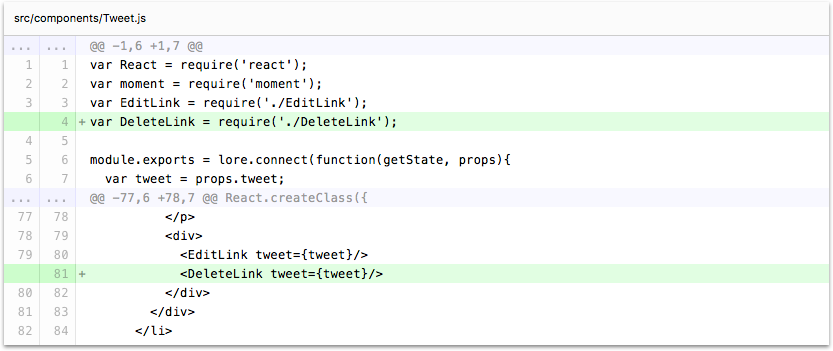 src/components/Tweet.js
... ... @@ -1,6 +1,7 @@
1 1 var React = require('react');
2 2 var moment = require('moment');
3 3 var EditLink = require('./EditLink');
4 + var DeleteLink = require('./DeleteLink');
4 5
5 6 module.exports = lore.connect(function(getState, props){
6 7   var tweet = props.tweet;
... ... @@ -77,6 +78,7 @@ React.createClass({
77 78           </p>
78 79           <div>
79 80             <EditLink tweet={tweet}/>
81 +             <DeleteLink tweet={tweet}/>
80 82           </div>
81 83         </div>
82 84       </li>